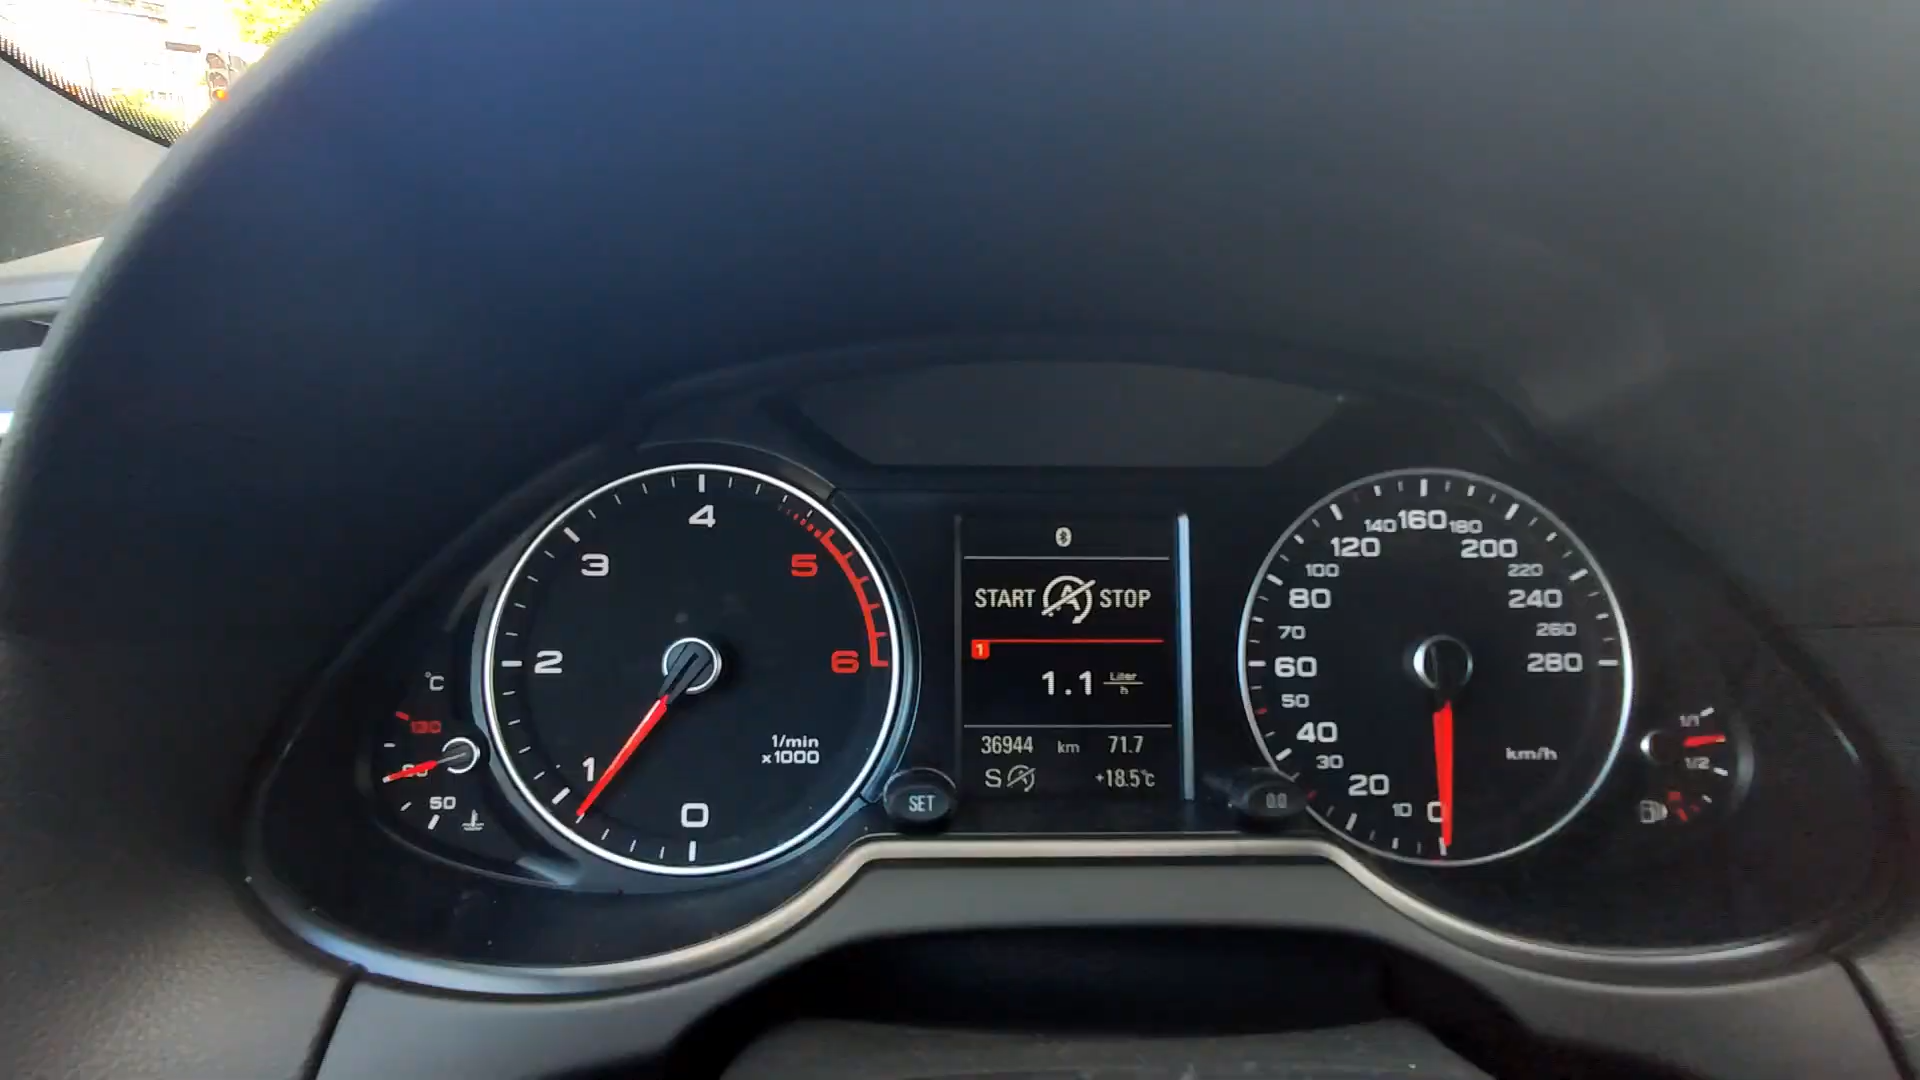 4
3
5
2
6
1
0
1/min
x1000
°C
130
90
50
START A STOP
1
1.1 Liter
h
36944 km 71.7
S A +18.5°C
SET
0.0
140 160 180
120 200
100 220
80 240
70 260
60 280
50
40
30
20
10 0
km/h
1/1
1/2